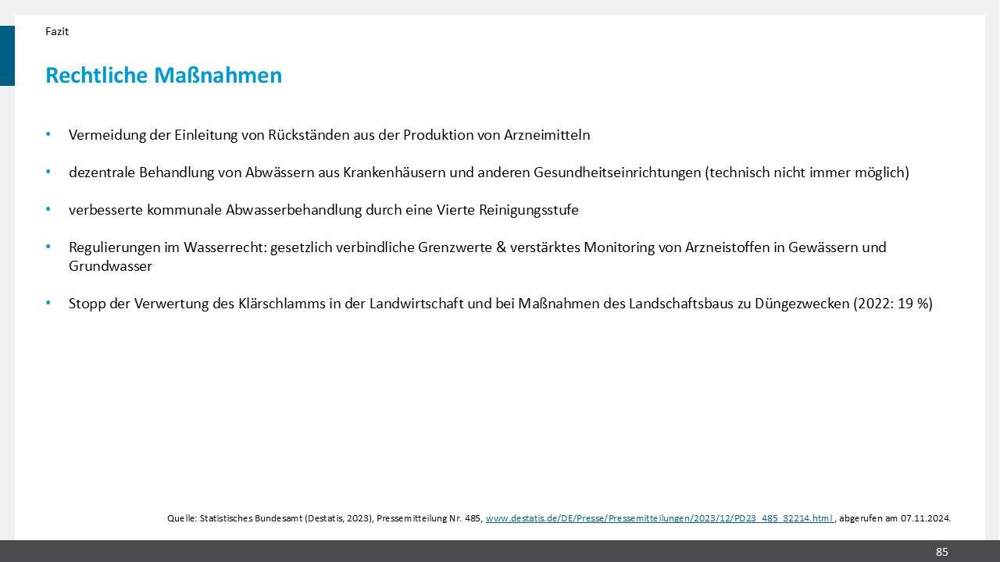 Fazit
Rechtliche Maßnahmen
• Vermeidung der Einleitung von Rückständen aus der Produktion von Arzneimitteln
• dezentrale Behandlung von Abwässern aus Krankenhäusern und anderen Gesundheitseinrichtungen (technisch nicht immer möglich)
• verbesserte kommunale Abwasserbehandlung durch eine Vierte Reinigungsstufe
• Regulierungen im Wasserrecht: gesetzlich verbindliche Grenzwerte & verstärktes Monitoring von Arzneistoffen in Gewässern und
Grundwasser
• Stopp der Verwertung des Klärschlamms in der Landwirtschaft und bei Maßnahmen des Landschaftsbaus zu Düngezwecken (2022: 19 %)
Quelle: Statistisches Bundesamt (Destatis, 2023), Pressemitteilung Nr. 485, www.destatis.de/DE/Presse/Pressemitteilungen/2023/12/PD23_485_32214.html , abgerufen am 07.11.2024.
85